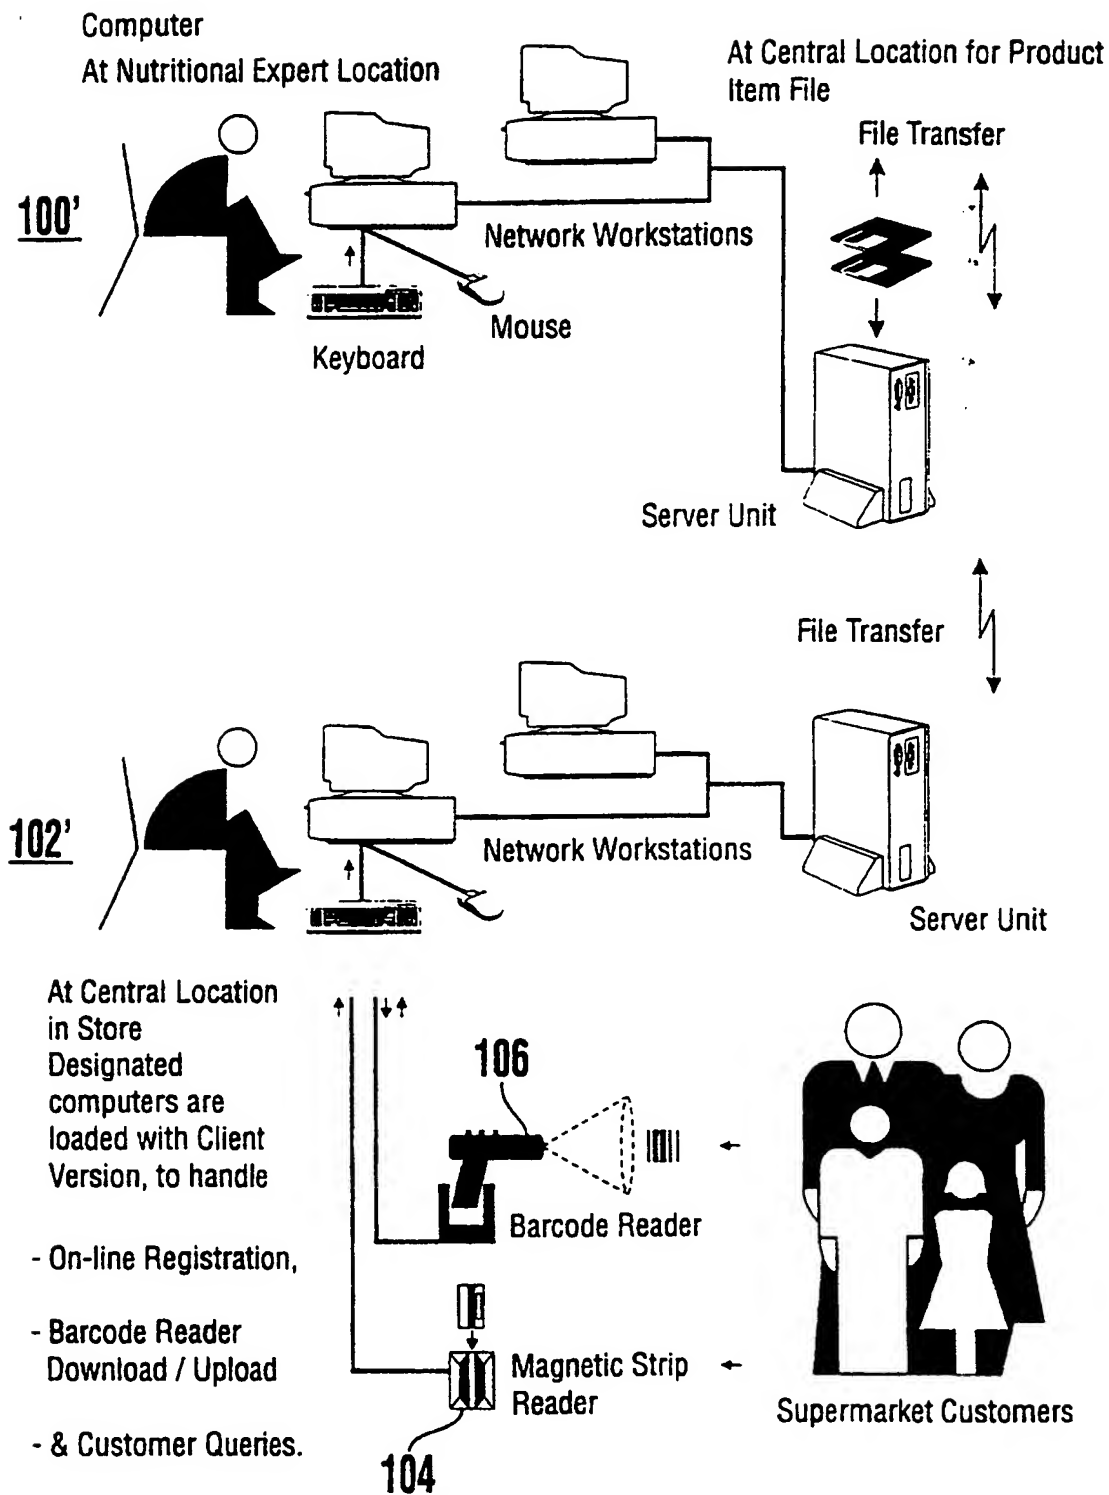 Computer
At Nutritional Expert Location
At Central Location for Product
Item File
File Transfer
100'
Network Workstations
Mouse
Keyboard
Server Unit
File Transfer
102'
Network Workstations
Server Unit
At Central Location
in Store
Designated
computers are
loaded with Client
Version, to handle
- On-line Registration,
- Barcode Reader
Download / Upload
- & Customer Queries.
106
Barcode Reader
Magnetic Strip
Reader
104
Supermarket Customers